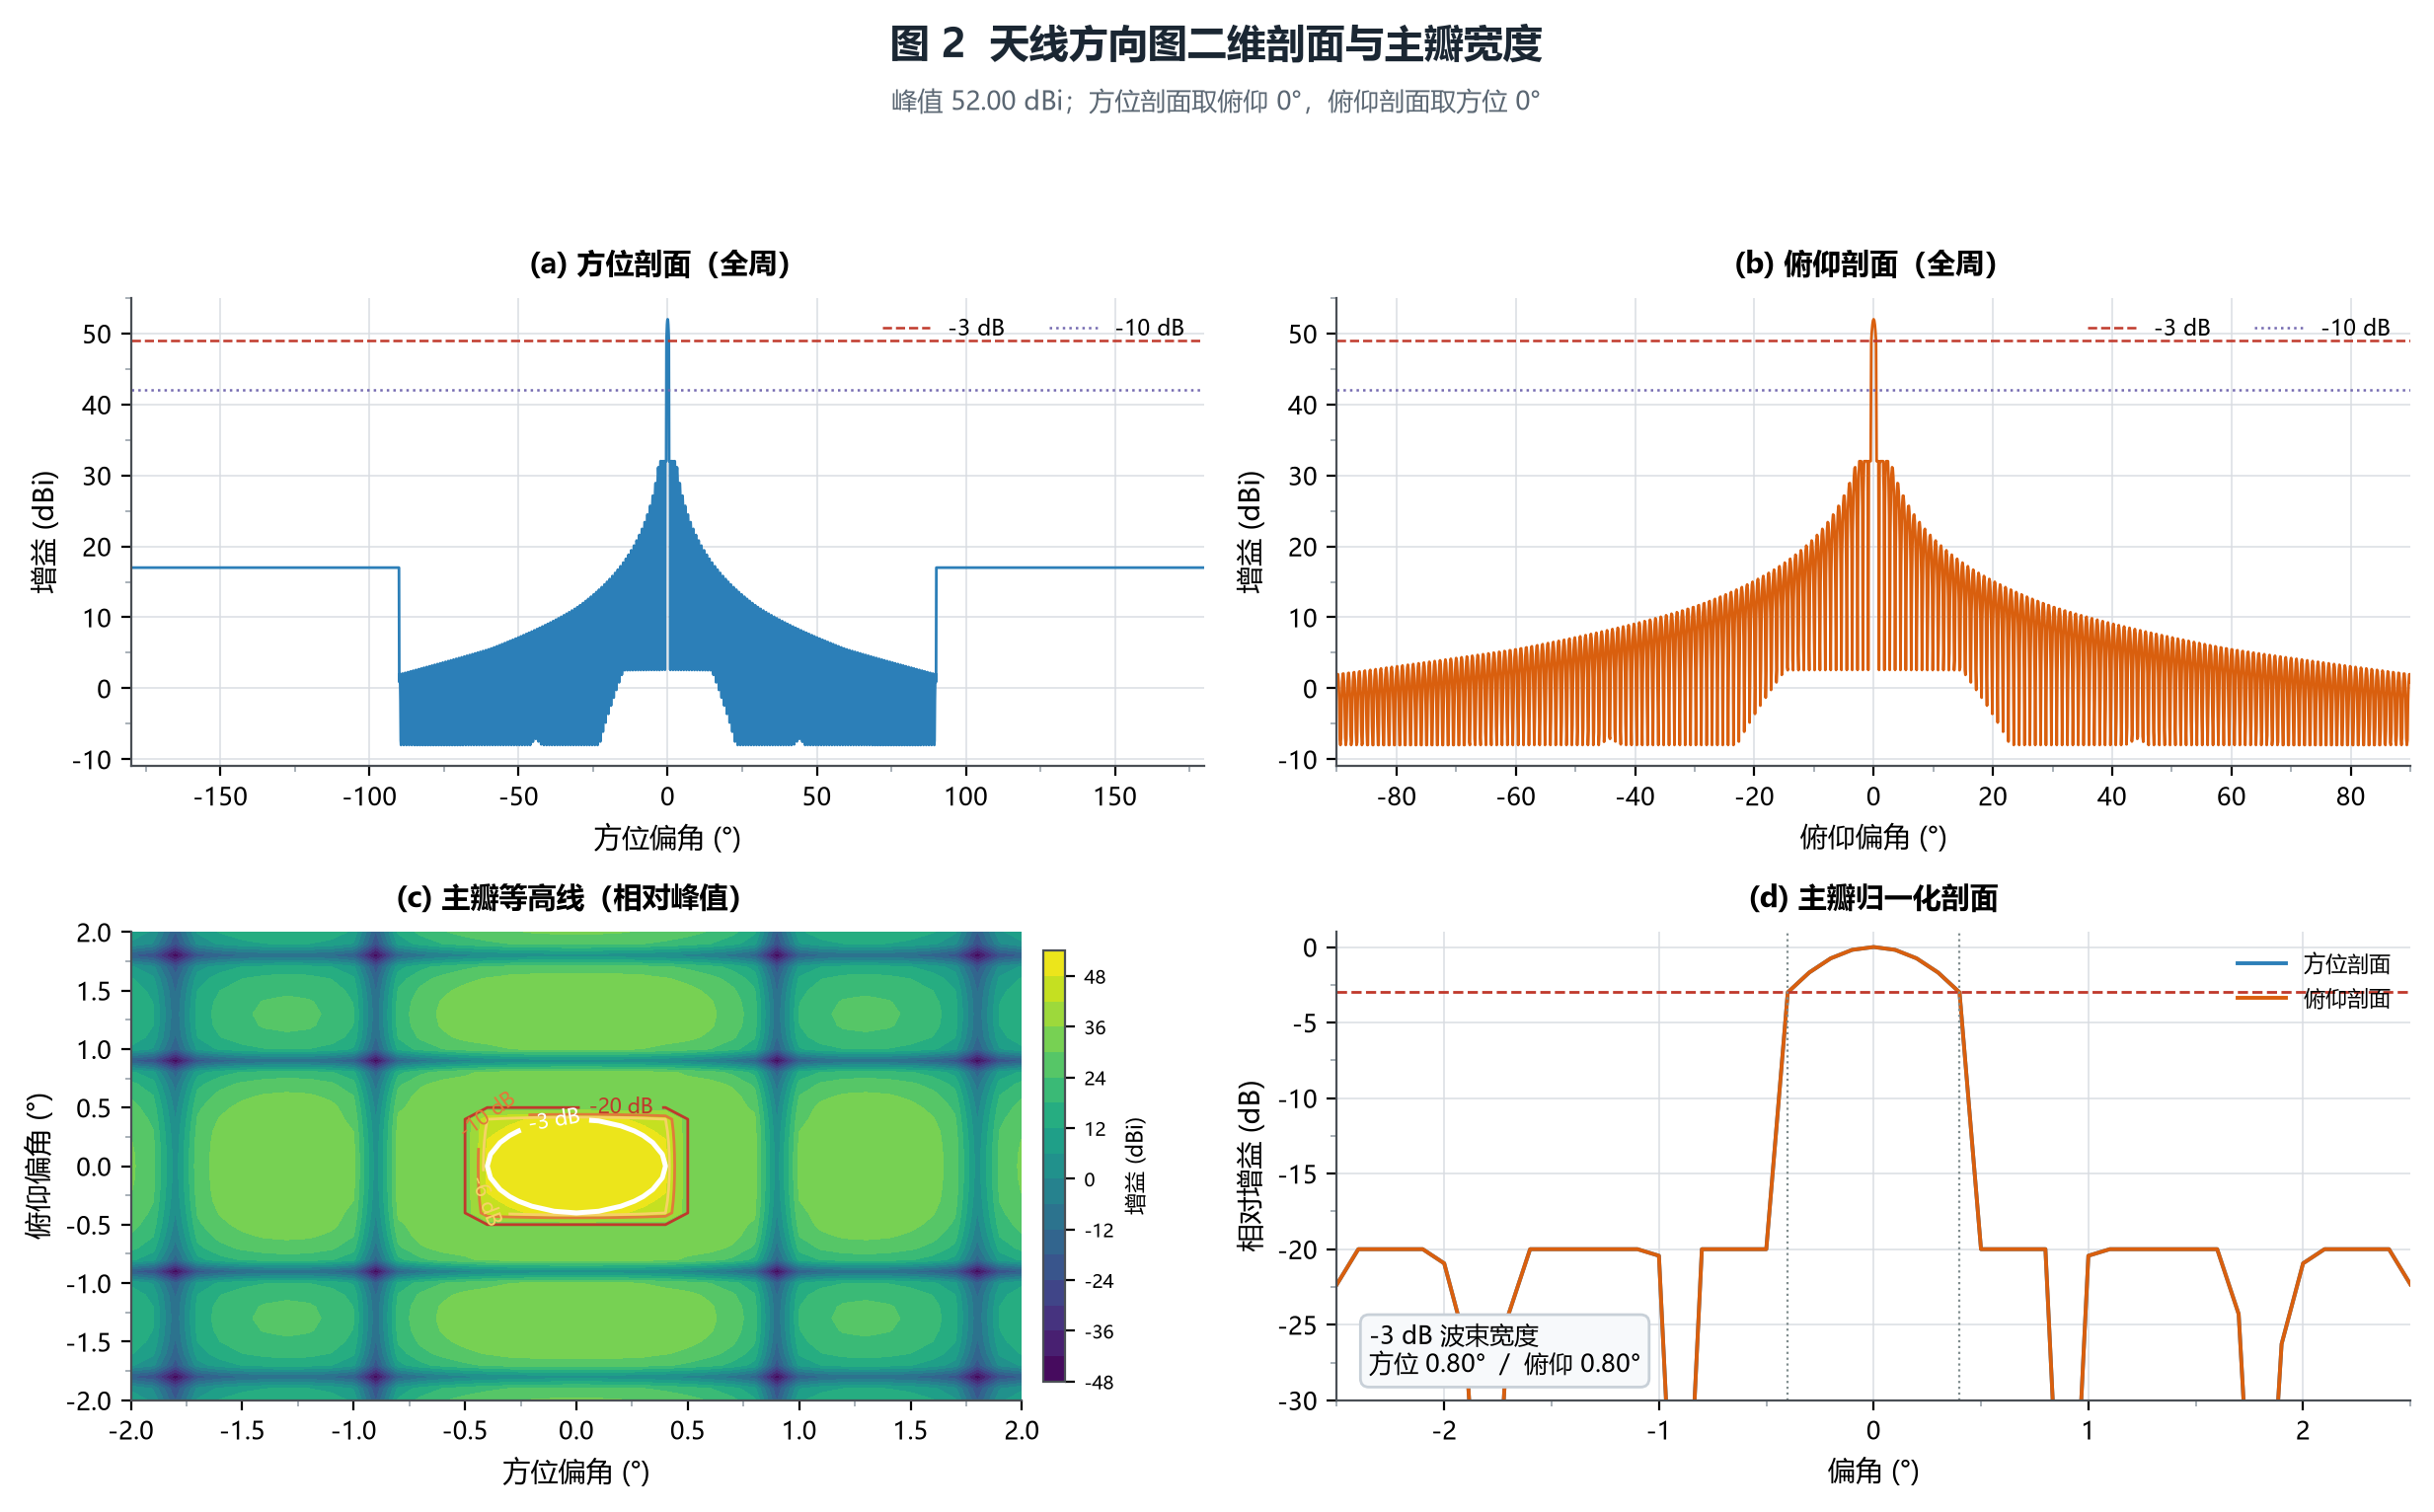 图 2 天线方向图二维剖面与主瓣宽度
峰值 52.00 dBi；方位剖面取俯仰 0°，俯仰剖面取方位 0°
(a) 方位剖面（全周）
-3 dB
-10 dB
50
40
30
20
10
0
-10
增益 (dBi)
-150
-100
-50
0
50
100
150
方位偏角 (°)
(b) 俯仰剖面（全周）
-3 dB
-10 dB
50
40
30
20
10
0
-10
增益 (dBi)
-80
-60
-40
-20
0
20
40
60
80
俯仰偏角 (°)
(c) 主瓣等高线（相对峰值）
2.0
1.5
1.0
0.5
0.0
-0.5
-1.0
-1.5
-2.0
俯仰偏角 (°)
-10 dB
-3 dB
-20 dB
-2.0
-1.5
-1.0
-0.5
0.0
0.5
1.0
1.5
2.0
方位偏角 (°)
48
36
24
12
0
-12
-24
-36
-48
增益 (dBi)
(d) 主瓣归一化剖面
方位剖面
俯仰剖面
0
-5
-10
-15
-20
-25
-30
相对增益 (dB)
-3 dB 波束宽度
方位 0.80° / 俯仰 0.80°
-2
-1
0
1
2
偏角 (°)